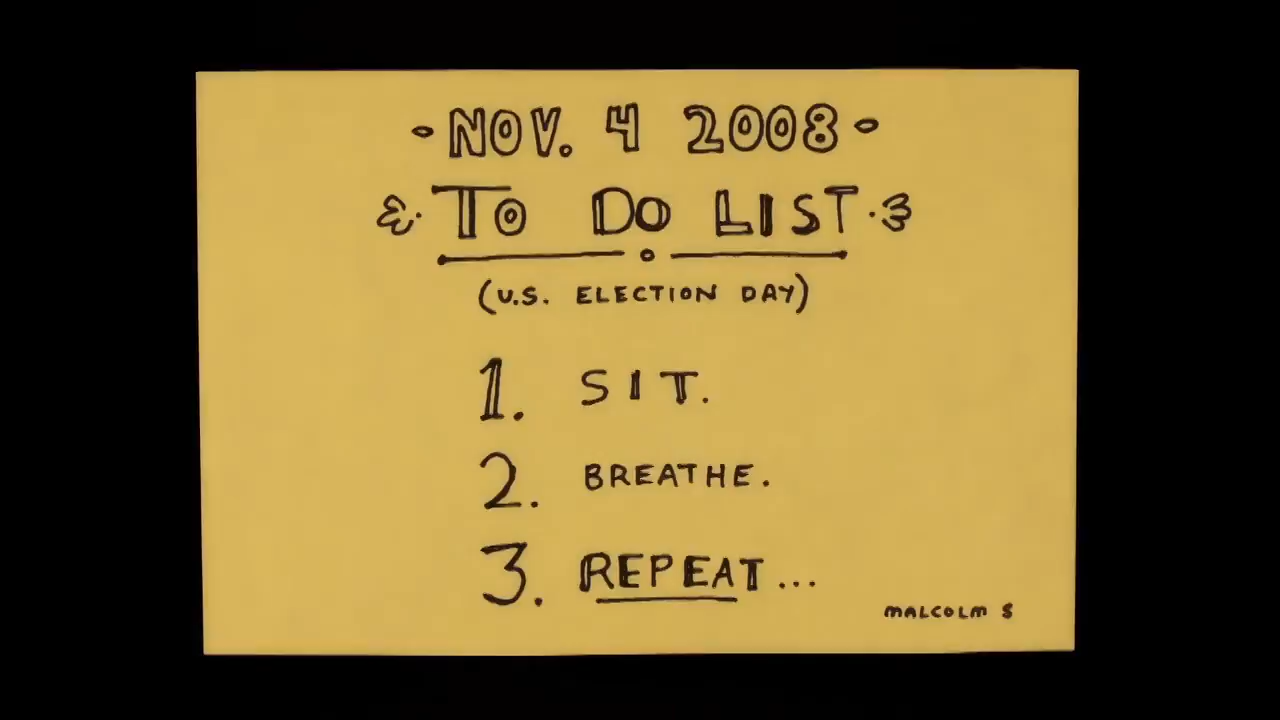 - NOV. 4 2008 -
TO DO LIST
(U.S. ELECTION DAY)
1. SIT.
2. BREATHE.
3. REPEAT...
MALCOLM S